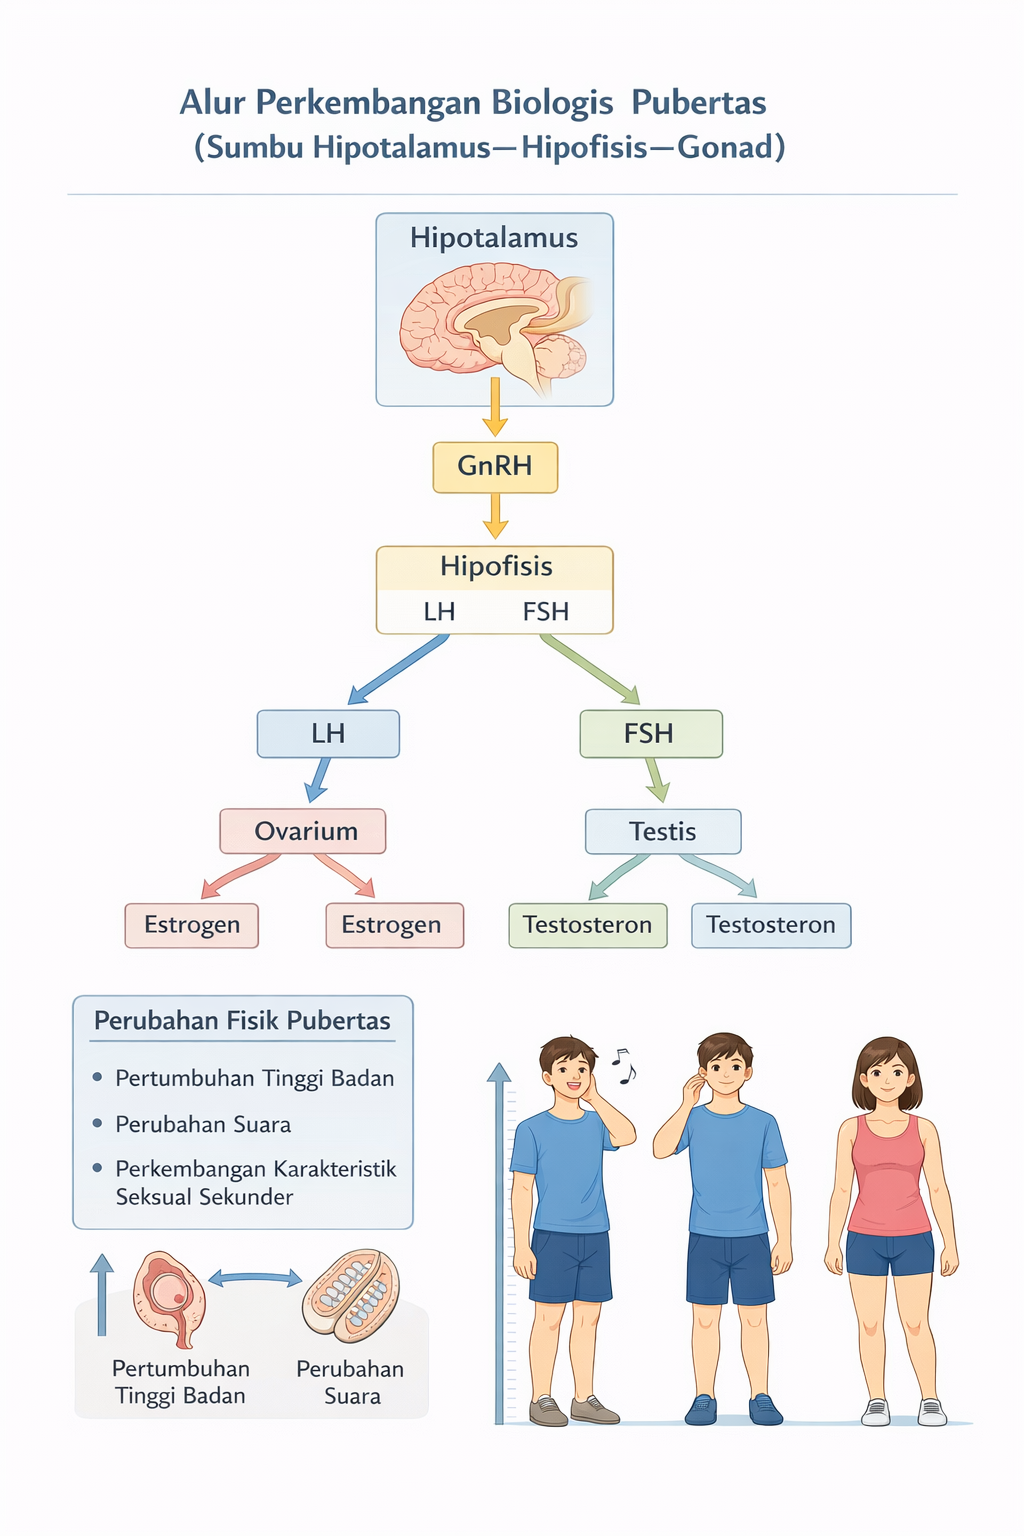 Alur Perkembangan Biologis Pubertas
(Sumbu Hipotalamus—Hipofisis—Gonad)
Hipotalamus
GnRH
Hipofisis
LH FSH
LH FSH
Ovarium Testis
Estrogen Estrogen Testosteron Testosteron
Perubahan Fisik Pubertas
• Pertumbuhan Tinggi Badan
• Perubahan Suara
• Perkembangan Karakteristik
Seksual Sekunder
Pertumbuhan
Tinggi Badan
Perubahan
Suara